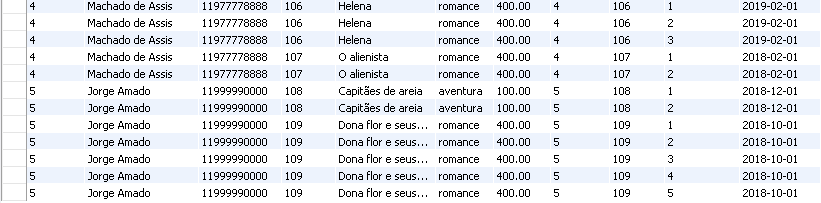 4 Machado de Assis 11977778888 106 Helena romance 400.00 4 106 1 2019-02-01
4 Machado de Assis 11977778888 106 Helena romance 400.00 4 106 2 2019-02-01
4 Machado de Assis 11977778888 106 Helena romance 400.00 4 106 3 2019-02-01
4 Machado de Assis 11977778888 107 O alienista romance 400.00 4 107 1 2018-02-01
4 Machado de Assis 11977778888 107 O alienista romance 400.00 4 107 2 2018-02-01
5 Jorge Amado 11999990000 108 Capitães de areia aventura 100.00 5 108 1 2018-12-01
5 Jorge Amado 11999990000 108 Capitães de areia aventura 100.00 5 108 2 2018-12-01
5 Jorge Amado 11999990000 109 Dona flor e seus... romance 400.00 5 109 1 2018-10-01
5 Jorge Amado 11999990000 109 Dona flor e seus... romance 400.00 5 109 2 2018-10-01
5 Jorge Amado 11999990000 109 Dona flor e seus... romance 400.00 5 109 3 2018-10-01
5 Jorge Amado 11999990000 109 Dona flor e seus... romance 400.00 5 109 4 2018-10-01
5 Jorge Amado 11999990000 109 Dona flor e seus... romance 400.00 5 109 5 2018-10-01